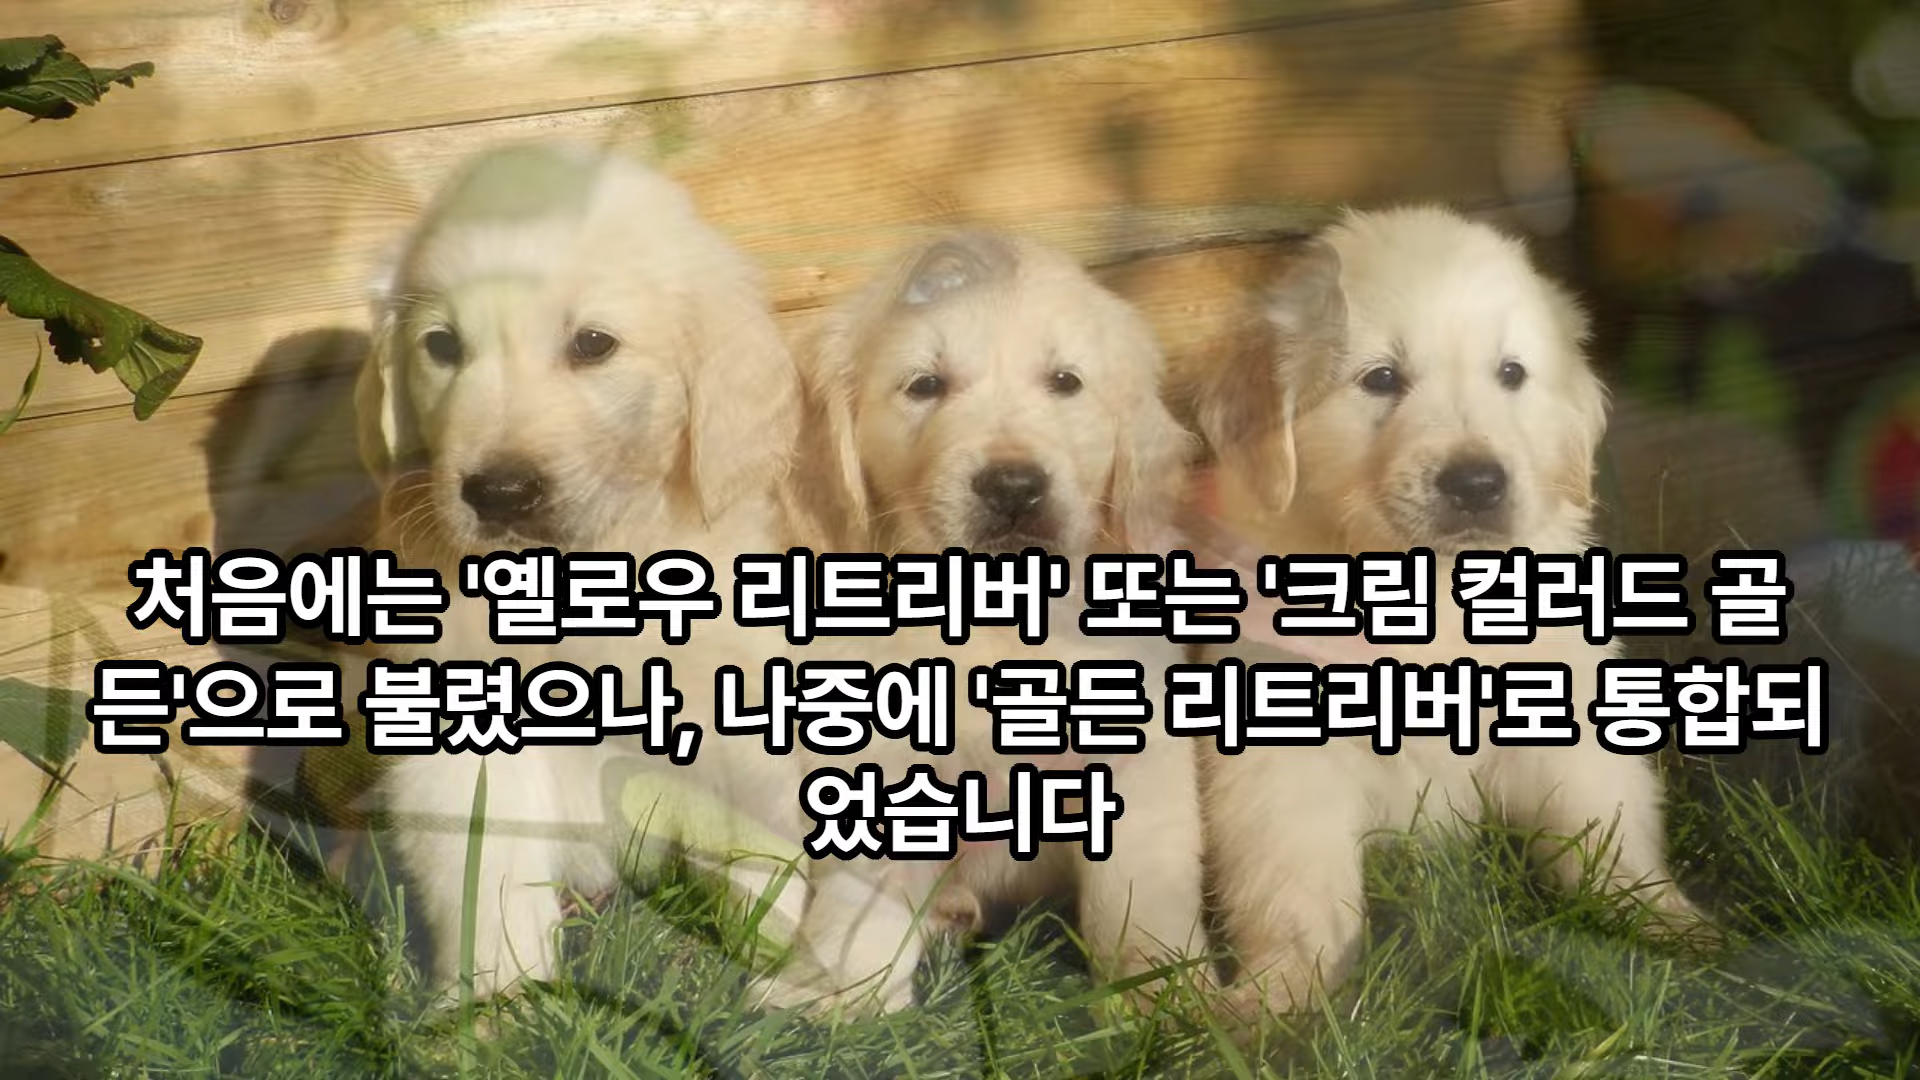 처음에는 '옐로우 리트리버' 또는 '크림 컬러드 골
든'으로 불렸으나, 나중에 '골든 리트리버'로 통합되
었습니다